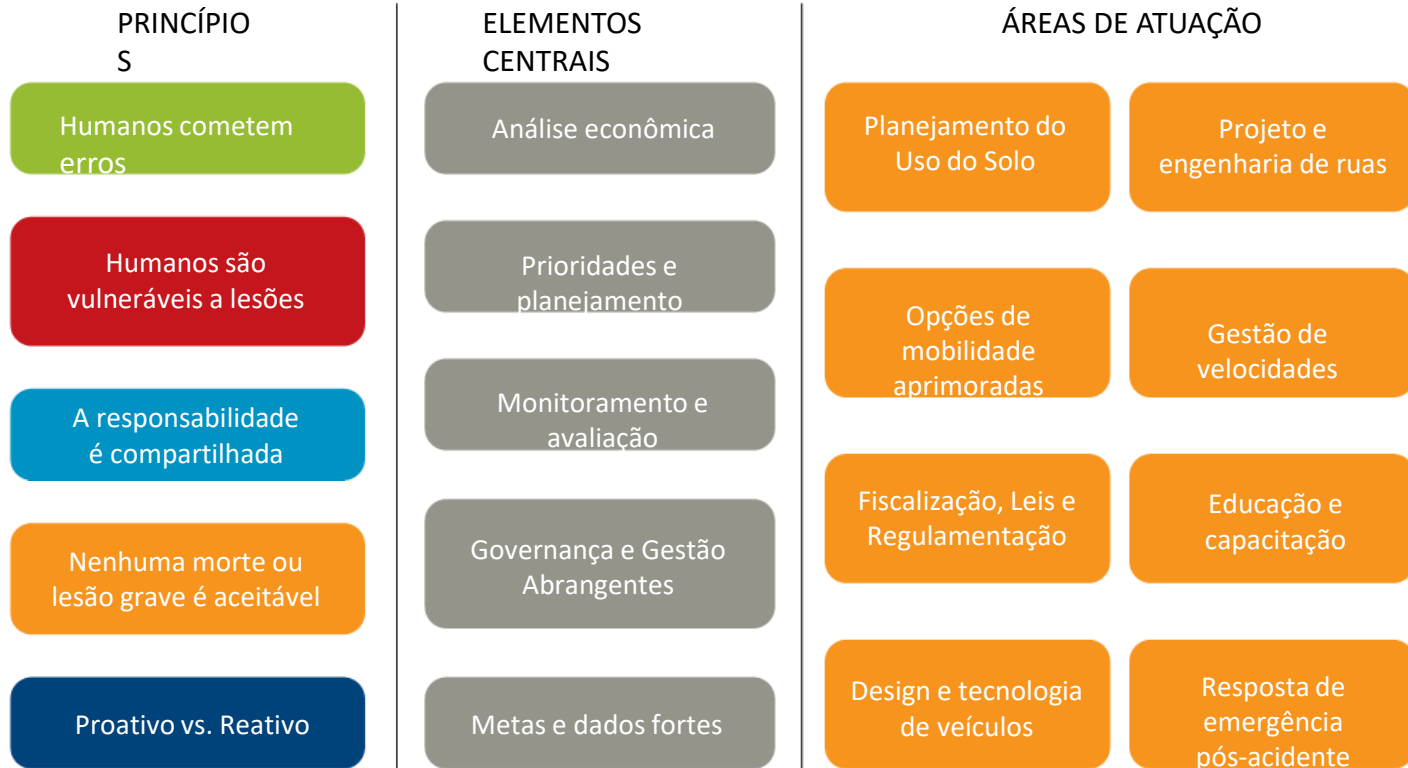 PRINCÍPIO
S
Humanos cometem
erros
Humanos são
vulneráveis a lesões
A responsabilidade
é compartilhada
Nenhuma morte ou
lesão grave é aceitável
Proativo vs. Reativo
ELEMENTOS
CENTRAIS
Análise econômica
Prioridades e
planejamento
Monitoramento e
avaliação
Governança e Gestão
Abrangentes
Metas e dados fortes
ÁREAS DE ATUAÇÃO
Planejamento do
Uso do Solo
Projeto e
engenharia de ruas
Opções de
mobilidade
aprimoradas
Gestão de
velocidades
Fiscalização, Leis e
Regulamentação
Educação e
capacitação
Design e tecnologia
de veículos
Resposta de
emergência
pós-acidente